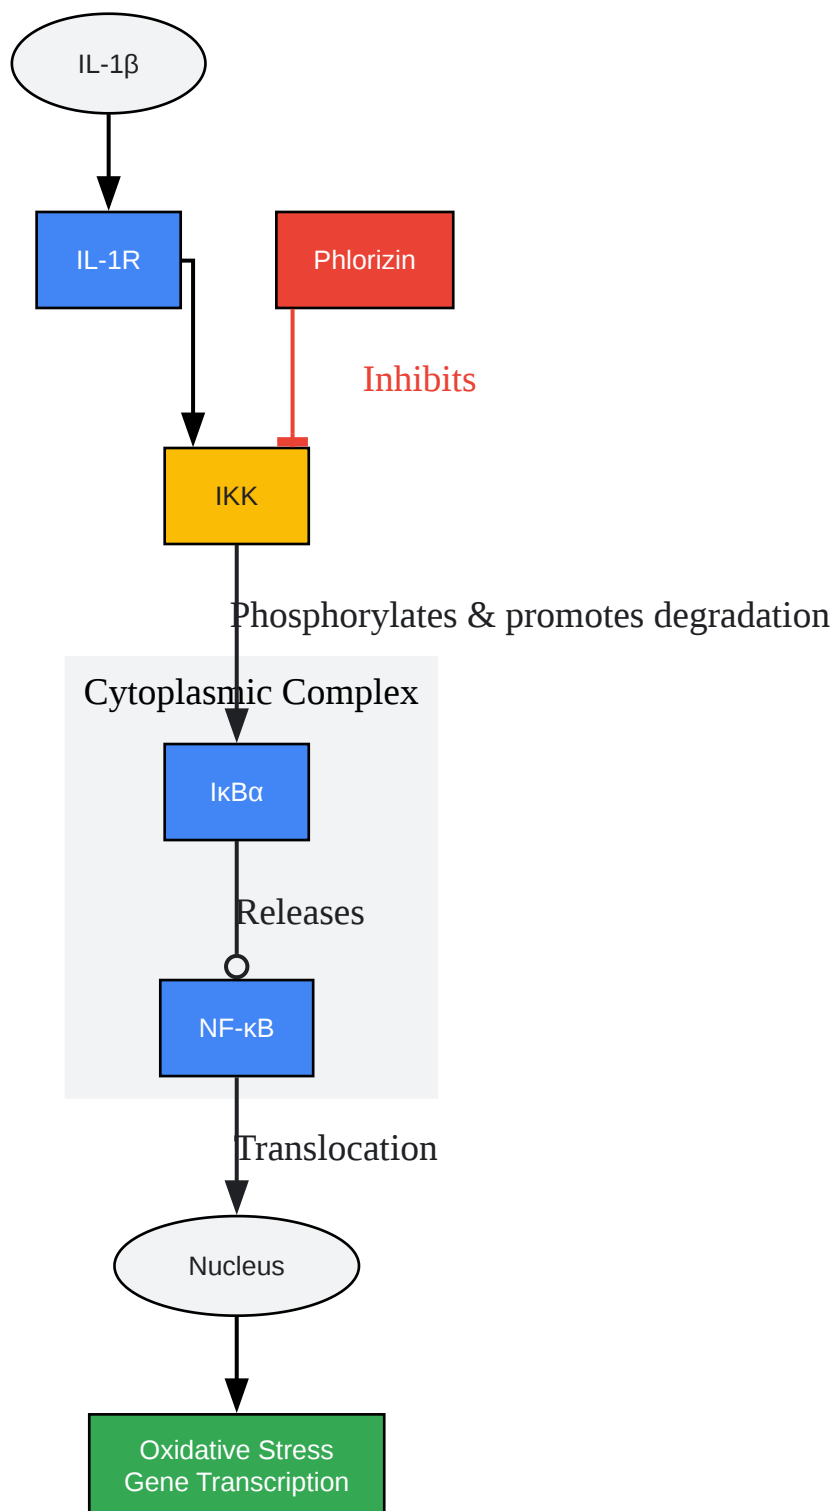 IL-1β
IL-1R
Phlorizin
Inhibits
IKK
Phosphorylates & promotes degradation
Cytoplasmic Complex
IκBα
Releases
NF-κB
Translocation
Nucleus
Oxidative Stress
Gene Transcription